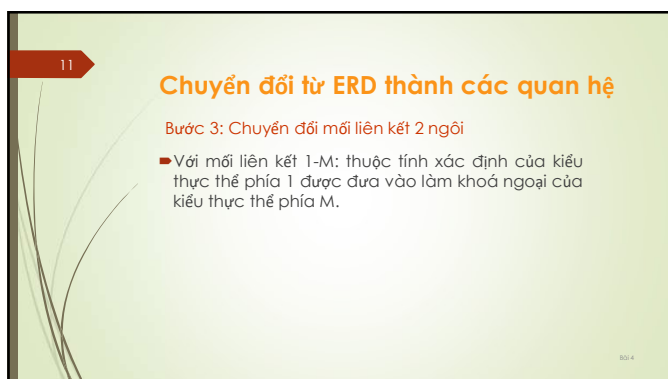 11
Chuyển đổi từ ERD thành các quan hệ
Bước 3: Chuyển đổi mối liên kết 2 ngôi
Với mối liên kết 1-M: thuộc tính xác định của kiểu
thực thể phía 1 được đưa vào làm khoá ngoại của
kiểu thực thể phía M.
Bài 4